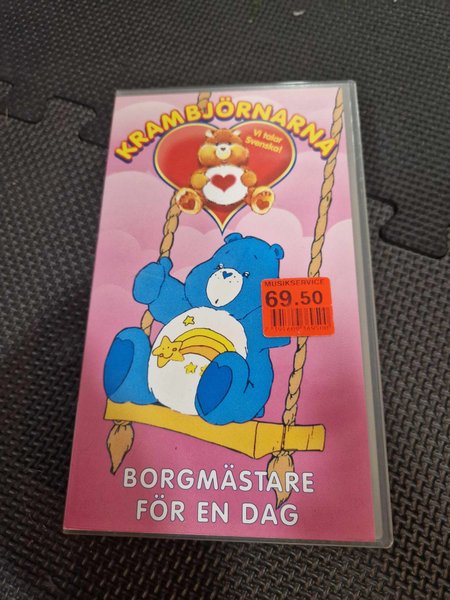 KRAMBJÖRNARNA
Vi talar
Svenska!
MUSIKSERVICE
69.50
BORGMÄSTARE
FÖR EN DAG